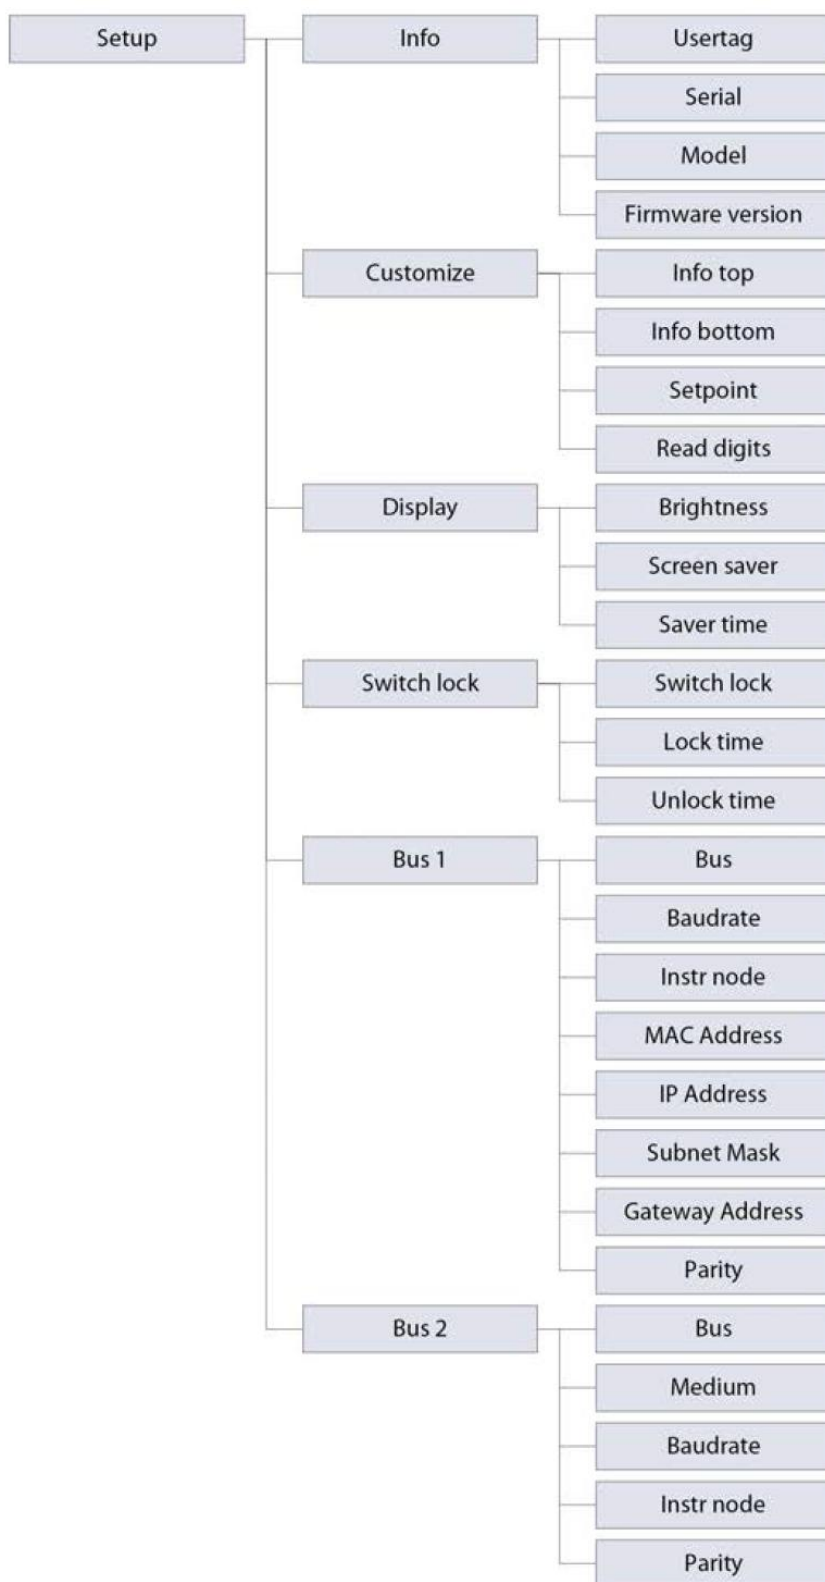 Setup
Info
Usertag
Serial
Model
Firmware version
Customize
Info top
Info bottom
Setpoint
Read digits
Display
Brightness
Screen saver
Saver time
Switch lock
Switch lock
Lock time
Unlock time
Bus 1
Bus
Baudrate
Instr node
MAC Address
IP Address
Subnet Mask
Gateway Address
Parity
Bus 2
Bus
Medium
Baudrate
Instr node
Parity